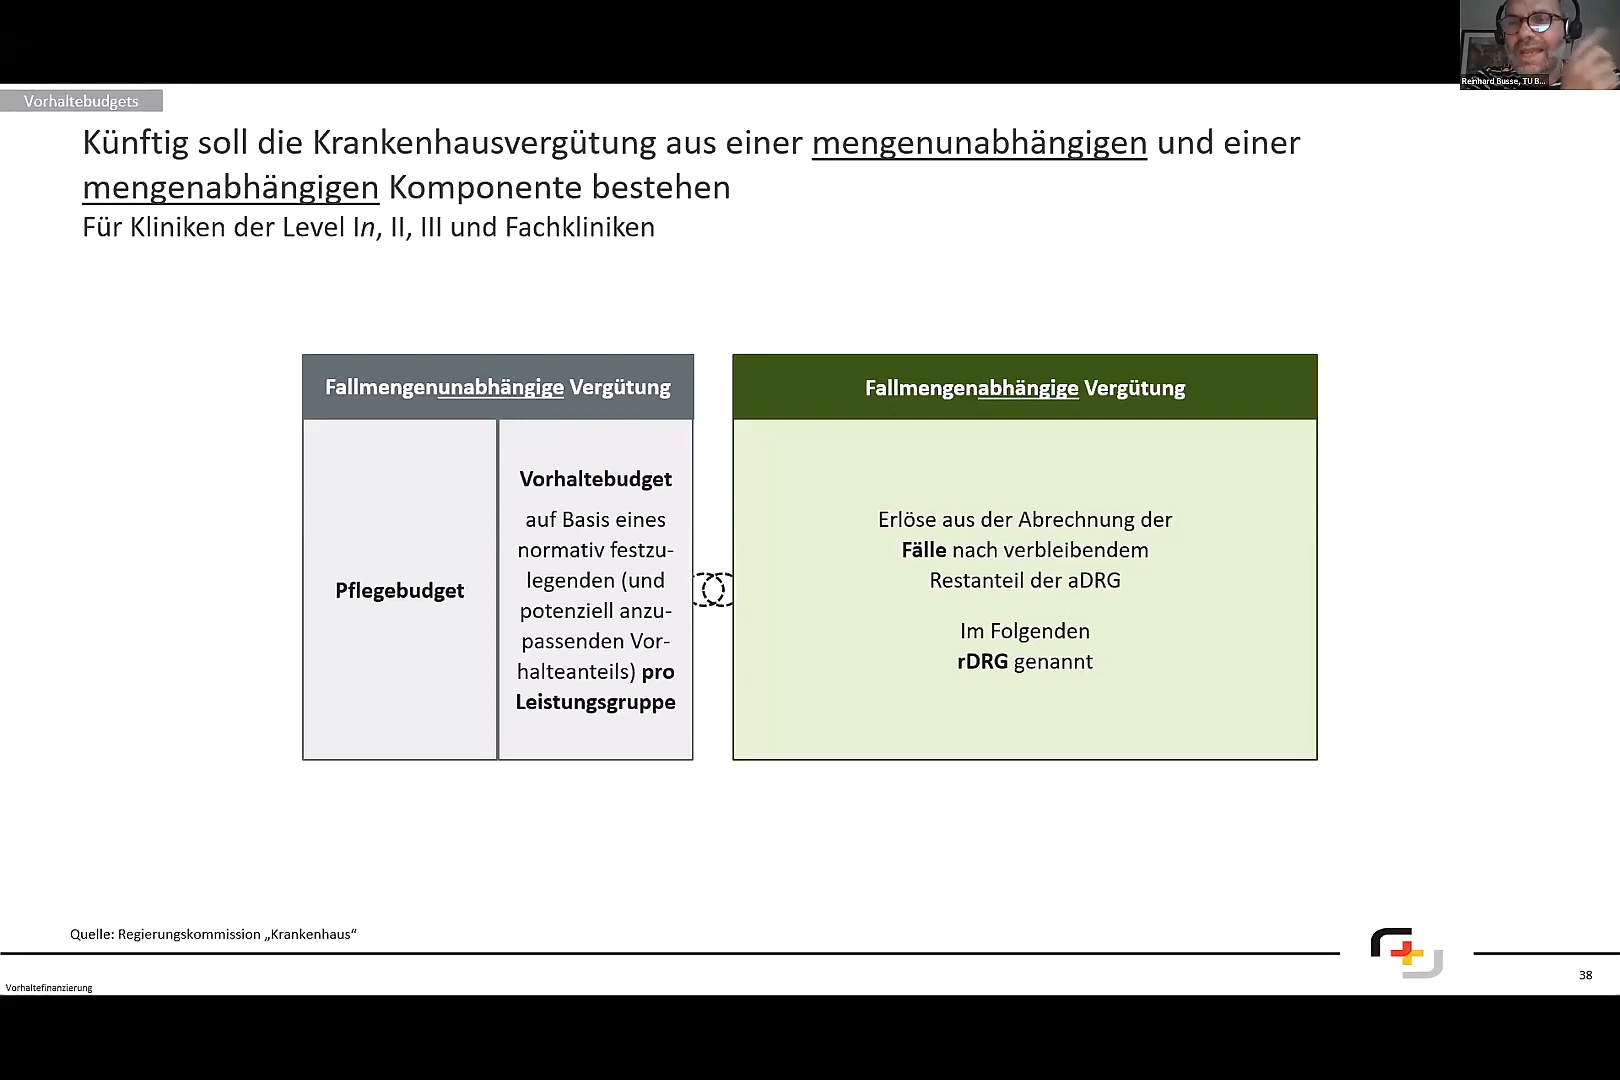 Reinhard Busse, TU B...
Vorhaltebudgets
Künftig soll die Krankenhausvergütung aus einer mengenunabhängigen und einer
mengenabhängigen Komponente bestehen
Für Kliniken der Level In, II, III und Fachkliniken
Fallmengenunabhängige Vergütung
Pflegebudget
Vorhaltebudget
auf Basis eines
normativ festzu-
legenden (und
potenziell anzu-
passenden Vor-
halteanteils) pro
Leistungsgruppe
Fallmengenabhängige Vergütung
Erlöse aus der Abrechnung der
Fälle nach verbleibendem
Restanteil der aDRG
Im Folgenden
rDRG genannt
Quelle: Regierungskommission „Krankenhaus“
38
Vorhaltefinanzierung